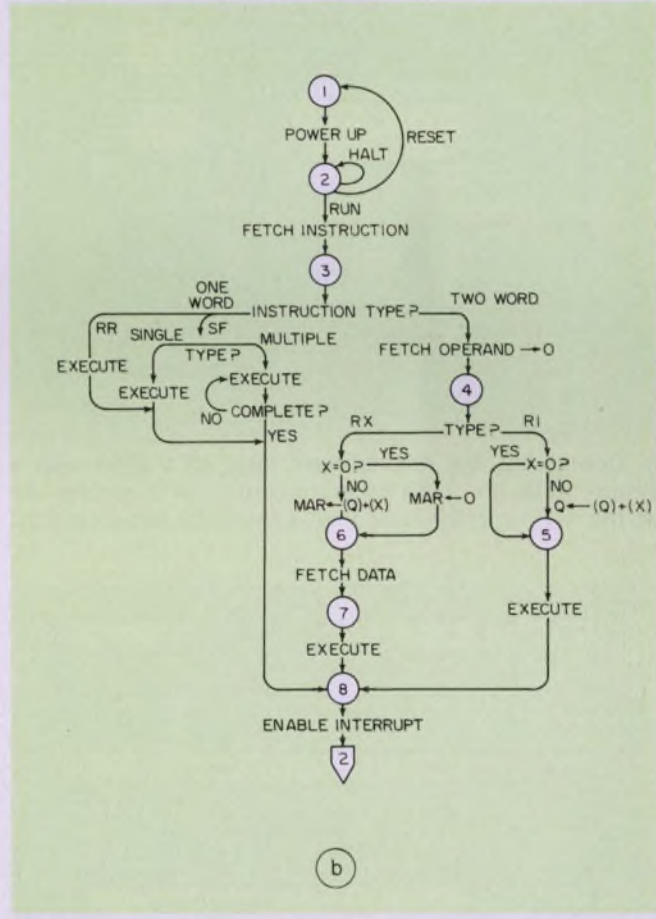 1
POWER UP
HALT
RESET
2
RUN
FETCH INSTRUCTION
3
ONE
WORD
INSTRUCTION TYPE?
TWO WORD
RR
SF
SINGLE
MULTIPLE
TYPE?
FETCH OPERAND → O
EXECUTE
EXECUTE
EXECUTE
4
NO
COMPLETE?
YES
RX
TYPE?
RI
X=O?
YES
YES
X=O?
NO
MAR ← (Q)+(X)
MAR ← O
NO
Q ← (Q)+(X)
6
5
FETCH DATA
7
EXECUTE
EXECUTE
8
ENABLE INTERRUPT
2
b